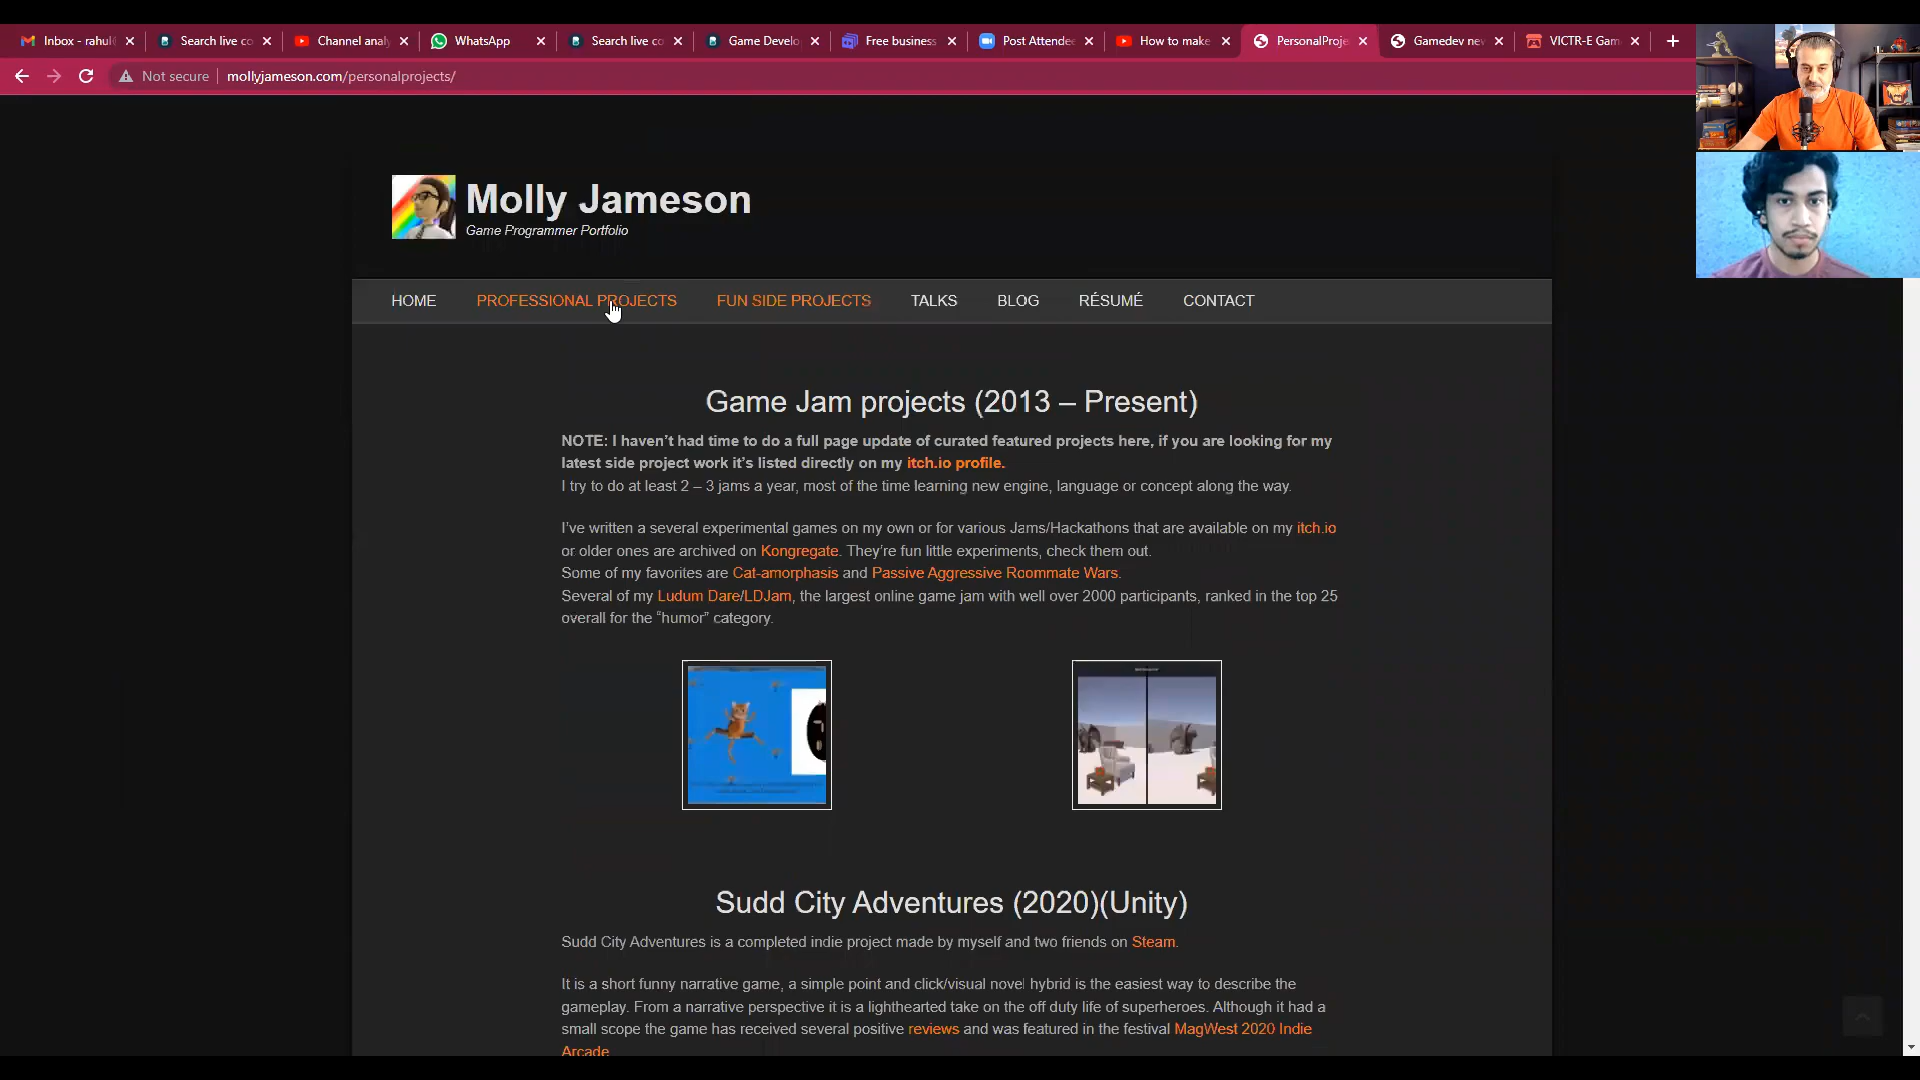 Inbox - rahul
Search live co
Channel anal
WhatsApp
Search live co
Game Develo
Free business
Post Attende
How to make
PersonalProje
Gamedev nev
VICTR-E Gam
Not secure
mollyjameson.com/personalprojects/
Molly Jameson
Game Programmer Portfolio
HOME
PROFESSIONAL PROJECTS
FUN SIDE PROJECTS
TALKS
BLOG
RÉSUMÉ
CONTACT
Game Jam projects (2013 – Present)
NOTE: I haven’t had time to do a full page update of curated featured projects here, if you are looking for my
latest side project work it’s listed directly on my itch.io profile.
I try to do at least 2 – 3 jams a year, most of the time learning new engine, language or concept along the way.
I’ve written a several experimental games on my own or for various Jams/Hackathons that are available on my itch.io
or older ones are archived on Kongregate. They’re fun little experiments, check them out.
Some of my favorites are Cat-amorphasis and Passive Aggressive Roommate Wars.
Several of my Ludum Dare/LDJam, the largest online game jam with well over 2000 participants, ranked in the top 25
overall for the “humor” category.
Sudd City Adventures (2020)(Unity)
Sudd City Adventures is a completed indie project made by myself and two friends on Steam.
It is a short funny narrative game, a simple point and click/visual novel hybrid is the easiest way to describe the
gameplay. From a narrative perspective it is a lighthearted take on the off duty life of superheroes. Although it had a
small scope the game has received several positive reviews and was featured in the festival MagWest 2020 Indie
Arcade